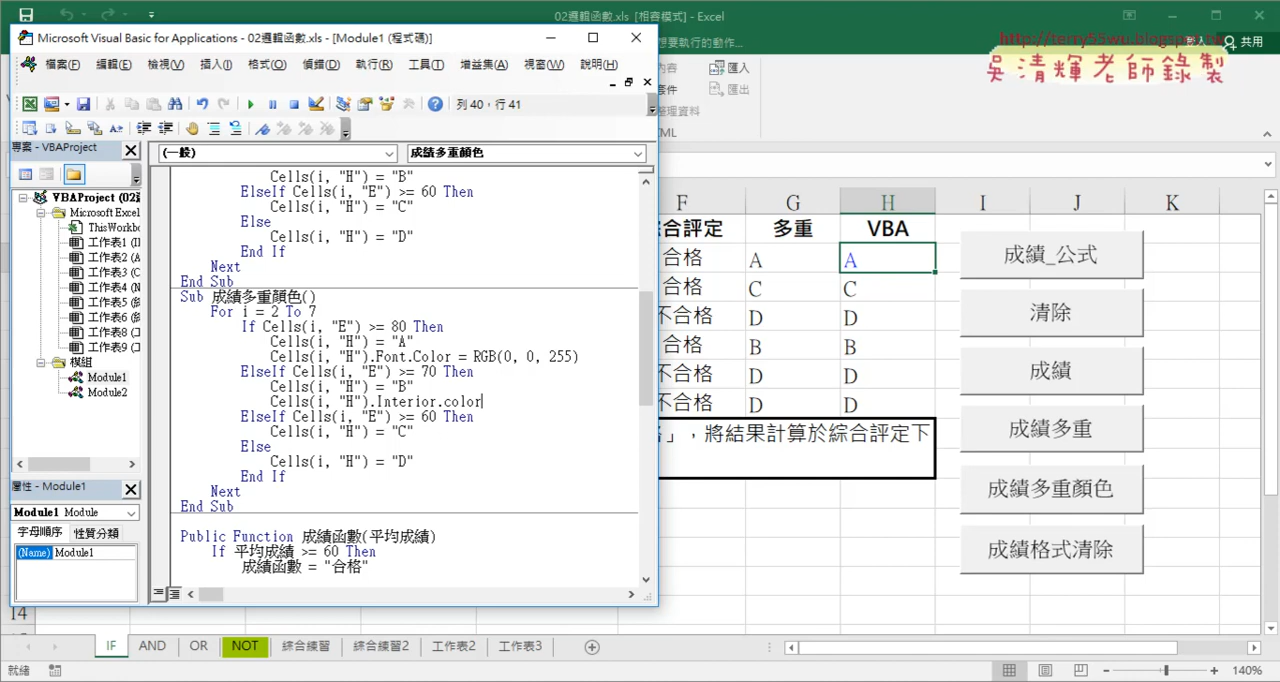 02邏輯函數.xls [相容模式] - Excel
http://terry55wu.blogspot.tw
吳清輝老師錄製
共用
想要執行的動作...
匯入
匯出
Microsoft Visual Basic for Applications - 02邏輯函數.xls - [Module1 (程式碼)]
檔案(F) 編輯(E) 檢視(V) 插入(I) 格式(O) 偵錯(D) 執行(R) 工具(T) 增益集(A) 視窗(W) 說明(H)
列 40，行 41
專案 - VBAProject
VBAProject (02
Microsoft Excel
ThisWorkbo
工作表1 (I
工作表2 (A
工作表3 (C
工作表4 (N
工作表5
工作表6
工作表8 (工
工作表9 (工
模組
Module1
Module2
屬性 - Module1
Module1 Module
字母順序 性質分類
(Name) Module1
(一般) 成績多重顏色
Cells(i, "H") = "B"
ElseIf Cells(i, "E") >= 60 Then
Cells(i, "H") = "C"
Else
Cells(i, "H") = "D"
End If
Next
End Sub
Sub 成績多重顏色()
For i = 2 To 7
If Cells(i, "E") >= 80 Then
Cells(i, "H") = "A"
Cells(i, "H").Font.Color = RGB(0, 0, 255)
ElseIf Cells(i, "E") >= 70 Then
Cells(i, "H") = "B"
Cells(i, "H").Interior.color
ElseIf Cells(i, "E") >= 60 Then
Cells(i, "H") = "C"
Else
Cells(i, "H") = "D"
End If
Next
End Sub
Public Function 成績函數(平均成績)
If 平均成績 >= 60 Then
成績函數 = "合格"
F G H I J K
綜合評定 多重 VBA
合格 A A
合格 C C
不合格 D D
合格 B B
不合格 D D
不合格 D D
」，將結果計算於綜合評定下
成績_公式
清除
成績
成績多重
成績多重顏色
成績格式清除
14
IF AND OR NOT 綜合練習 綜合練習2 工作表2 工作表3
就緒
140%